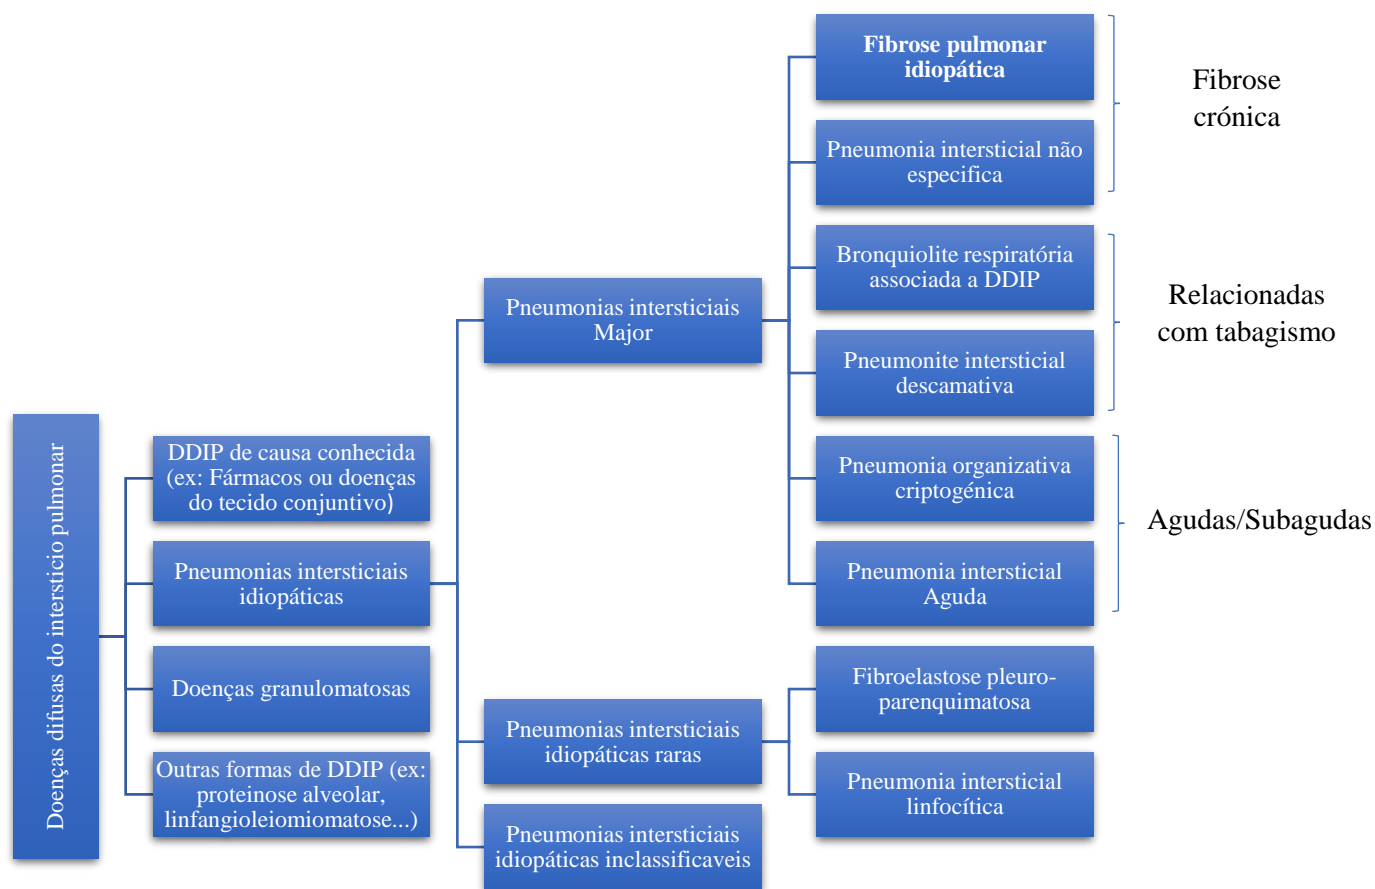 Doenças difusas do interstício pulmonar
DDIP de causa conhecida
(ex: Fármacos ou doenças
do tecido conjuntivo)
Pneumonias intersticiais
idiopáticas
Doenças granulomatosas
Outras formas de DDIP (ex:
proteinose alveolar,
linfangioleiomiomatose...)
Pneumonias intersticiais
Major
Pneumonias intersticiais
idiopáticas raras
Pneumonias intersticiais
idiopáticas inclassificaveis
Fibrose pulmonar
idiopática
Pneumonia intersticial não
especifica
Bronquiolite respiratória
associada a DDIP
Pneumonite intersticial
descamativa
Pneumonia organizativa
criptogénica
Pneumonia intersticial
Aguda
Fibroelastose pleuro-
parenquimatosa
Pneumonia intersticial
linfocítica
Fibrose
crónica
Relacionadas
com tabagismo
Agudas/Subagudas